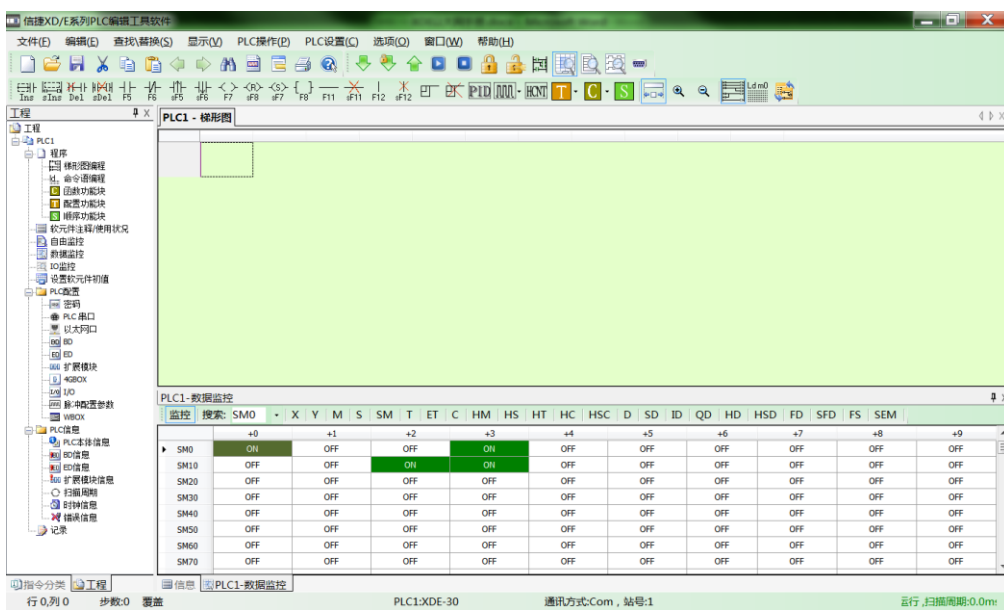 信捷XD/E系列PLC编辑工具软件
文件(F) 编辑(E) 查找\替换(S) 显示(V) PLC操作(P) PLC设置(C) 选项(O) 窗口(W) 帮助(H)
Ins sIns Del sDel F5 F6 sF5 sF6 F7 sF8 sF7 F8 F11 sF11 F12 sF12 PID HCNT T C S Ldm0
工程
PLC1 - 梯形图
工程
PLC1
程序
梯形图编程
命令语编程
C 函数功能块
T 配置功能块
S 顺序功能块
软元件注释/使用状况
自由监控
数据监控
IO监控
设置软元件初值
PLC配置
密码
PLC 串口
以太网口
BD BD
ED ED
扩展模块
4GBOX
I/O I/O
脉冲配置参数
WBOX
PLC信息
PLC本体信息
BD信息
ED信息
扩展模块信息
扫描周期
时钟信息
错误信息
记录
PLC1-数据监控
监控 搜索: SM0 X Y M S SM T ET C HM HS HT HC HSC D SD ID QD HD HSD FD SFD FS SEM
+0 +1 +2 +3 +4 +5 +6 +7 +8 +9
SM0 ON OFF OFF ON OFF OFF OFF OFF OFF OFF
SM10 OFF OFF ON ON OFF OFF OFF OFF OFF OFF
SM20 OFF OFF OFF OFF OFF OFF OFF OFF OFF OFF
SM30 OFF OFF OFF OFF OFF OFF OFF OFF OFF OFF
SM40 OFF OFF OFF OFF OFF OFF OFF OFF OFF OFF
SM50 OFF OFF OFF OFF OFF OFF OFF OFF OFF OFF
SM60 OFF OFF OFF OFF OFF OFF OFF OFF OFF OFF
SM70 OFF OFF OFF OFF OFF OFF OFF OFF OFF OFF
指令分类 工程 信息 PLC1-数据监控
行 0,列 0 步数:0 覆盖 PLC1:XDE-30 通讯方式:Com，站号:1 运行,扫描周期:0.0ms